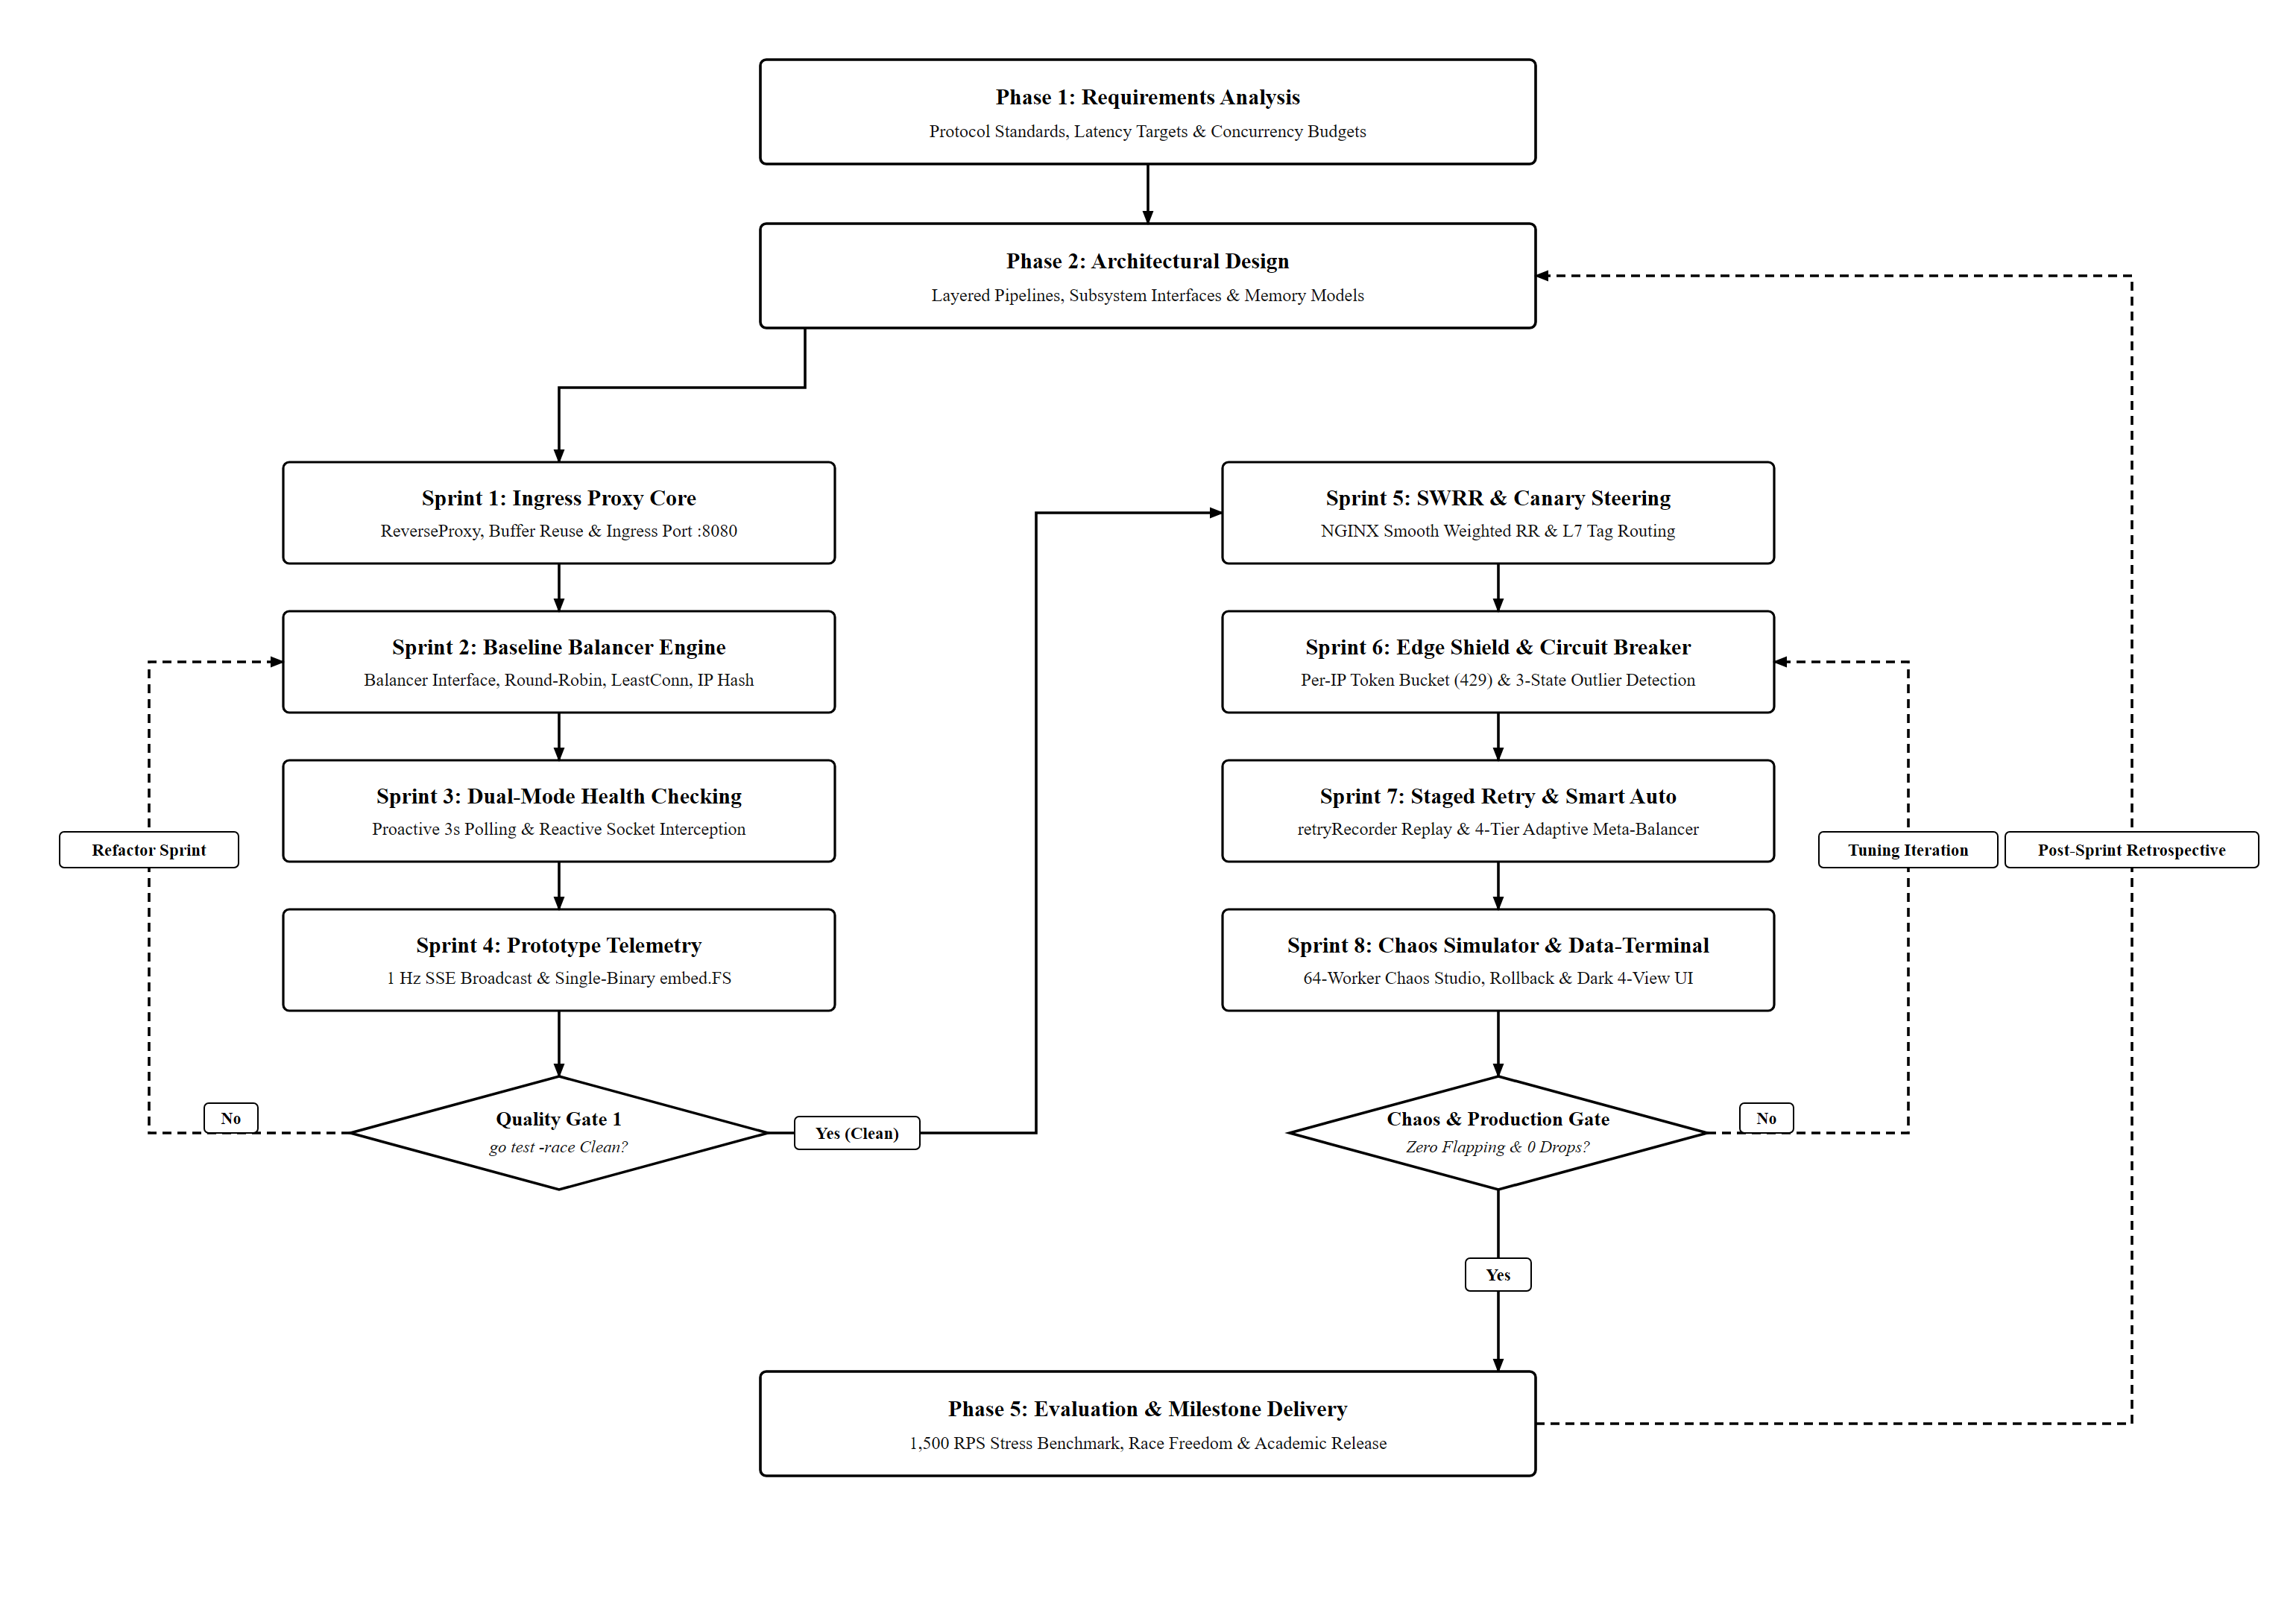 Phase 1: Requirements Analysis
Protocol Standards, Latency Targets & Concurrency Budgets
Phase 2: Architectural Design
Layered Pipelines, Subsystem Interfaces & Memory Models
Sprint 1: Ingress Proxy Core
ReverseProxy, Buffer Reuse & Ingress Port :8080
Sprint 2: Baseline Balancer Engine
Balancer Interface, Round-Robin, LeastConn, IP Hash
Sprint 3: Dual-Mode Health Checking
Proactive 3s Polling & Reactive Socket Interception
Refactor Sprint
Sprint 4: Prototype Telemetry
1 Hz SSE Broadcast & Single-Binary embed.FS
No
Quality Gate 1
go test -race Clean?
Yes (Clean)
Sprint 5: SWRR & Canary Steering
NGINX Smooth Weighted RR & L7 Tag Routing
Sprint 6: Edge Shield & Circuit Breaker
Per-IP Token Bucket (429) & 3-State Outlier Detection
Sprint 7: Staged Retry & Smart Auto
retryRecorder Replay & 4-Tier Adaptive Meta-Balancer
Tuning Iteration
Post-Sprint Retrospective
Sprint 8: Chaos Simulator & Data-Terminal
64-Worker Chaos Studio, Rollback & Dark 4-View UI
Chaos & Production Gate
Zero Flapping & 0 Drops?
No
Yes
Phase 5: Evaluation & Milestone Delivery
1,500 RPS Stress Benchmark, Race Freedom & Academic Release